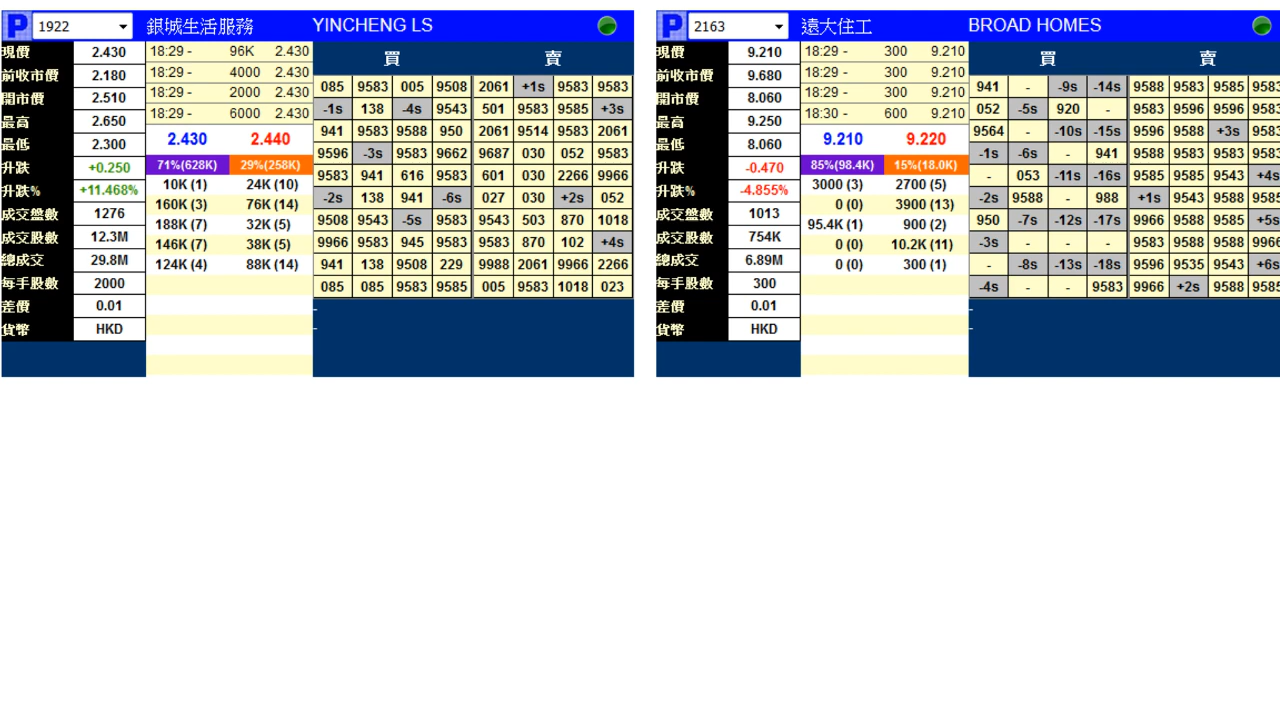 P 1922 銀城生活服務 YINCHENG LS
現價 2.430
前收市價 2.180
開市價 2.510
最高 2.650
最低 2.300
升跌 +0.250
升跌% +11.468%
成交盤數 1276
成交股數 12.3M
總成交 29.8M
每手股數 2000
差價 0.01
貨幣 HKD
18:29 - 96K 2.430
18:29 - 4000 2.430
18:29 - 2000 2.430
18:29 - 6000 2.430
2.430 2.440
71%(628K) 29%(258K)
10K (1) 24K (10)
160K (3) 76K (14)
188K (7) 32K (5)
146K (7) 38K (5)
124K (4) 88K (14)
買 賣
085 9583 005 9508 2061 +1s 9583 9583
-1s 138 -4s 9543 501 9583 9585 +3s
941 9583 9588 950 2061 9514 9583 2061
9596 -3s 9583 9662 9687 030 052 9583
9583 941 616 9583 601 030 2266 9966
-2s 138 941 -6s 027 030 +2s 052
9508 9543 -5s 9583 9543 503 870 1018
9966 9583 945 9583 9583 870 102 +4s
941 138 9508 229 9988 2061 9966 2266
085 085 9583 9585 005 9583 1018 023
-
-
P 2163 遠大住工 BROAD HOMES
現價 9.210
前收市價 9.680
開市價 8.060
最高 9.250
最低 8.060
升跌 -0.470
升跌% -4.855%
成交盤數 1013
成交股數 754K
總成交 6.89M
每手股數 300
差價 0.01
貨幣 HKD
18:29 - 300 9.210
18:29 - 300 9.210
18:29 - 300 9.210
18:30 - 600 9.210
9.210 9.220
85%(98.4K) 15%(18.0K)
3000 (3) 2700 (5)
0 (0) 3900 (13)
95.4K (1) 900 (2)
0 (0) 10.2K (11)
0 (0) 300 (1)
買 賣
941 - -9s -14s 9588 9583 9585 9583
052 -5s 920 - 9583 9596 9596 9583
9564 - -10s -15s 9596 9588 +3s 9583
-1s -6s - 941 9588 9583 9583 9585
- 053 -11s -16s 9585 9585 9543 +4s
-2s 9588 - 988 +1s 9543 9588 9585
950 -7s -12s -17s 9966 9588 9585 +5s
-3s - - - 9583 9588 9588 9966
- -8s -13s -18s 9596 9535 9543 +6s
-4s - - 9583 9966 +2s 9588 9585
-
-